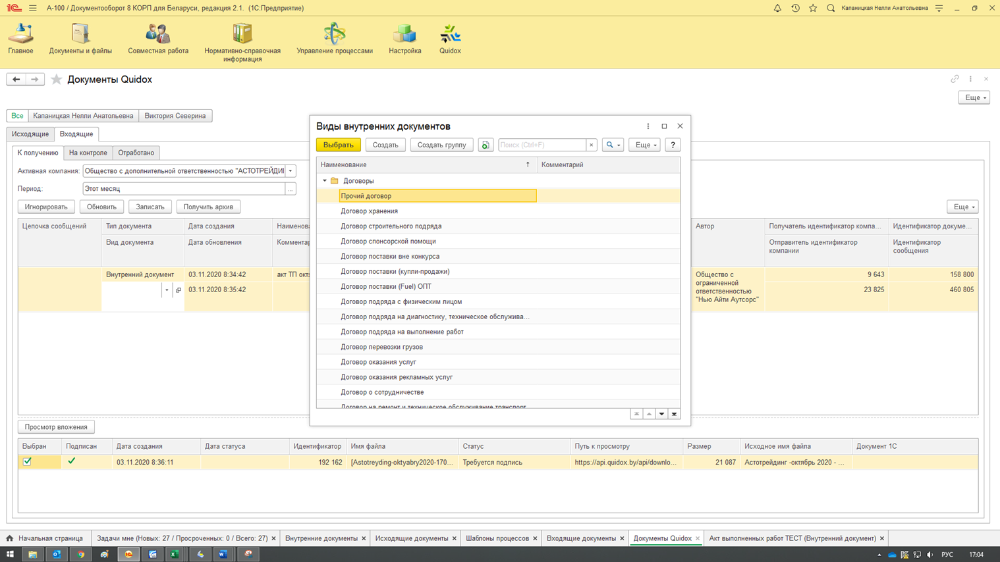 А-100 / Документооборот 8 КОРП для Беларуси, редакция 2.1. (1С:Предприятие)
Капаницкая Нелли Анатольевна
Главное
Документы и файлы
Совместная работа
Нормативно-справочная
информация
Управление процессами
Настройка
Quidox
Документы Quidox
Еще
Все
Капаницкая Нелли Анатольевна
Виктория Северина
Исходящие
Входящие
К получению
На контроле
Отработано
Активная компания:
Общество с дополнительной ответственностью "АСТОТРЕЙДИ
Период:
Этот месяц
...
Игнорировать
Обновить
Записать
Получить архив
Еще
Цепочка сообщений
Тип документа
Дата создания
Наименова
Вид документа
Дата обновления
Комментар
Автор
Получатель идентификатор компа...
Идентификатор докуме...
Отправитель идентификатор
компании
Идентификатор
сообщения
Внутренний документ
03.11.2020 8:34:42
акт ТП октя
03.11.2020 8:35:42
Общество с
ограниченной
ответственностью
"Нью Айти Аутсорс"
9 643
158 800
23 825
460 805
Виды внутренних документов
Выбрать
Создать
Создать группу
Поиск (Ctrl+F)
×
Еще
?
Наименование
Комментарий
Договоры
Прочий договор
Договор хранения
Договор строительного подряда
Договор спонсорской помощи
Договор поставки вне конкурса
Договор поставки (купли-продажи)
Договор поставки (Fuel) ОПТ
Договор подряда с физическим лицом
Договор подряда на диагностику, техническое обслужива...
Договор подряда на выполнение работ
Договор перевозки грузов
Договор оказания услуг
Договор оказания рекламных услуг
Договор о сотрудничестве
Договор на ремонт и техническое обслуживание транспорт
Просмотр вложения
Выбран
Подписан
Дата создания
Дата статуса
Идентификатор
Имя файла
Статус
Путь к просмотру
Размер
Исходное имя файла
Документ 1С
03.11.2020 8:36:11
192 162
[Astotreyding-oktyabry2020-170...
Требуется подпись
https://api.quidox.by/api/downlo...
21 087
Астотрейдинг -октябрь 2020 - ...
Начальная страница
Задачи мне (Новых: 27 / Просроченных: 0 / Всего: 27) ×
Внутренние документы ×
Исходящие документы ×
Шаблоны процессов ×
Входящие документы ×
Документы Quidox ×
Акт выполненных работ ТЕСТ (Внутренний документ) ×
РУС
17:04